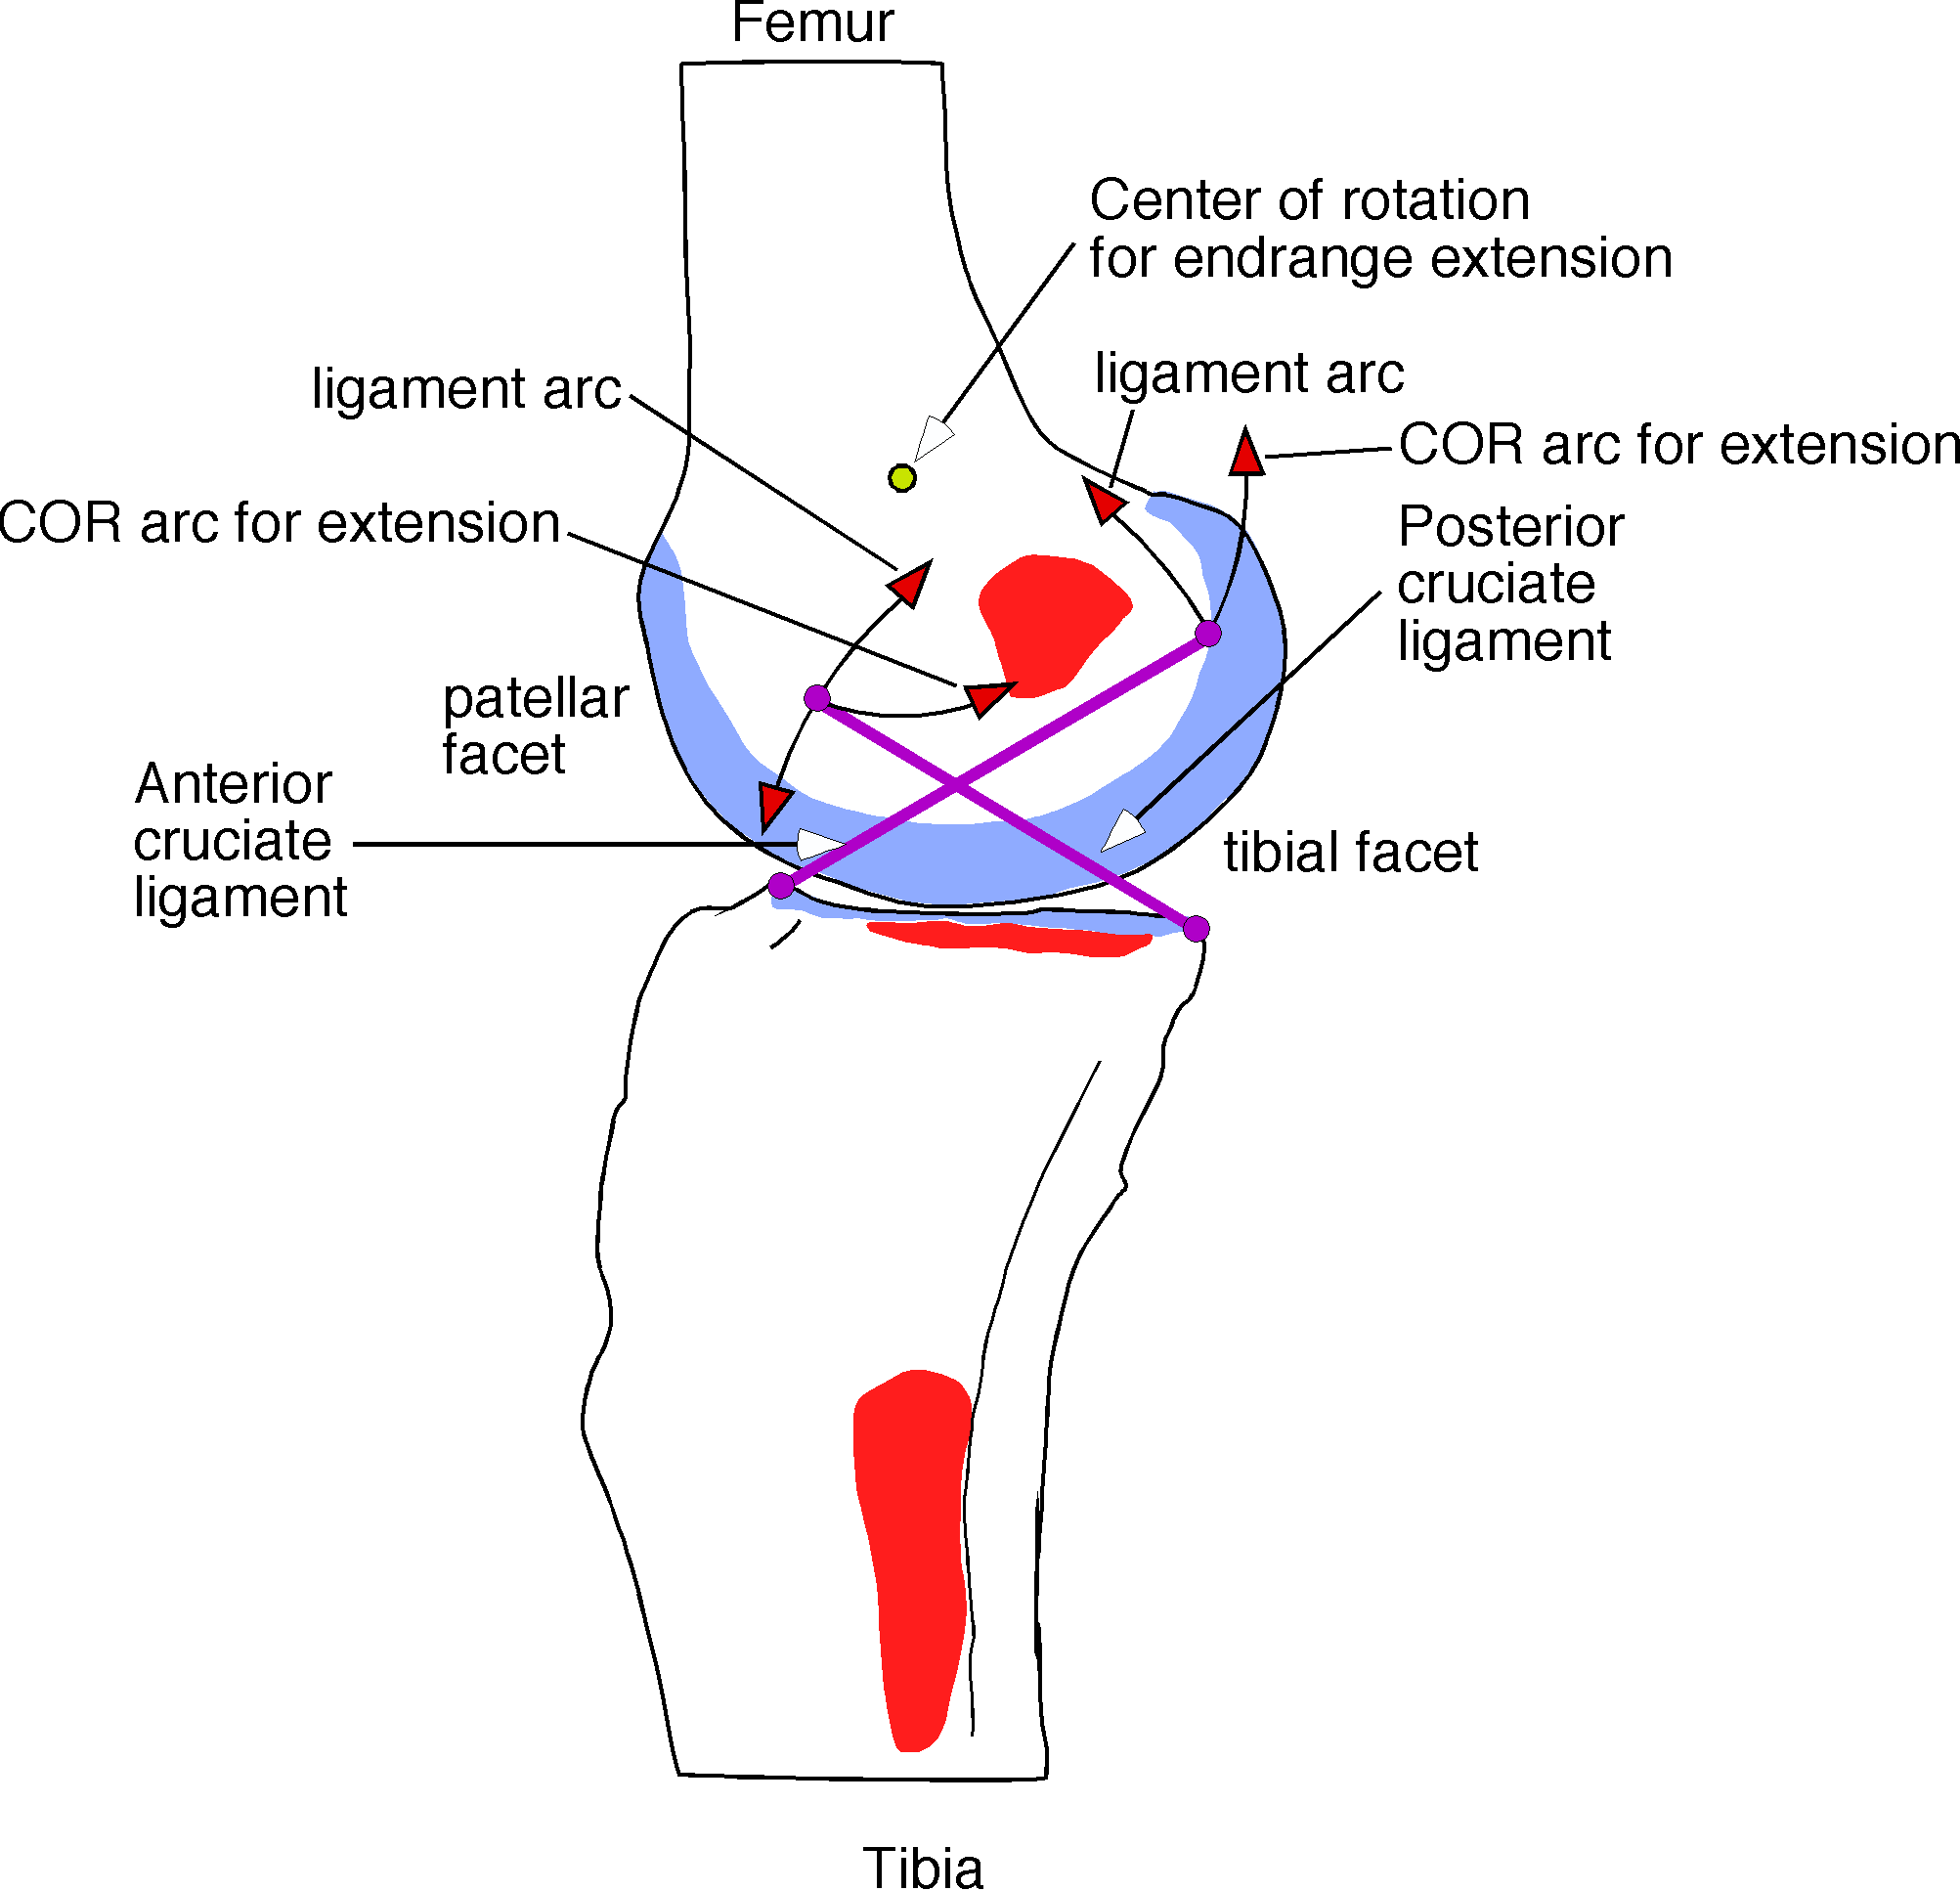 Femur
Center of rotation
for endrange extension
ligament arc
ligament arc
COR arc for extension
COR arc for extension
Posterior
cruciate
ligament
patellar
facet
Anterior
cruciate
ligament
tibial facet
Tibia